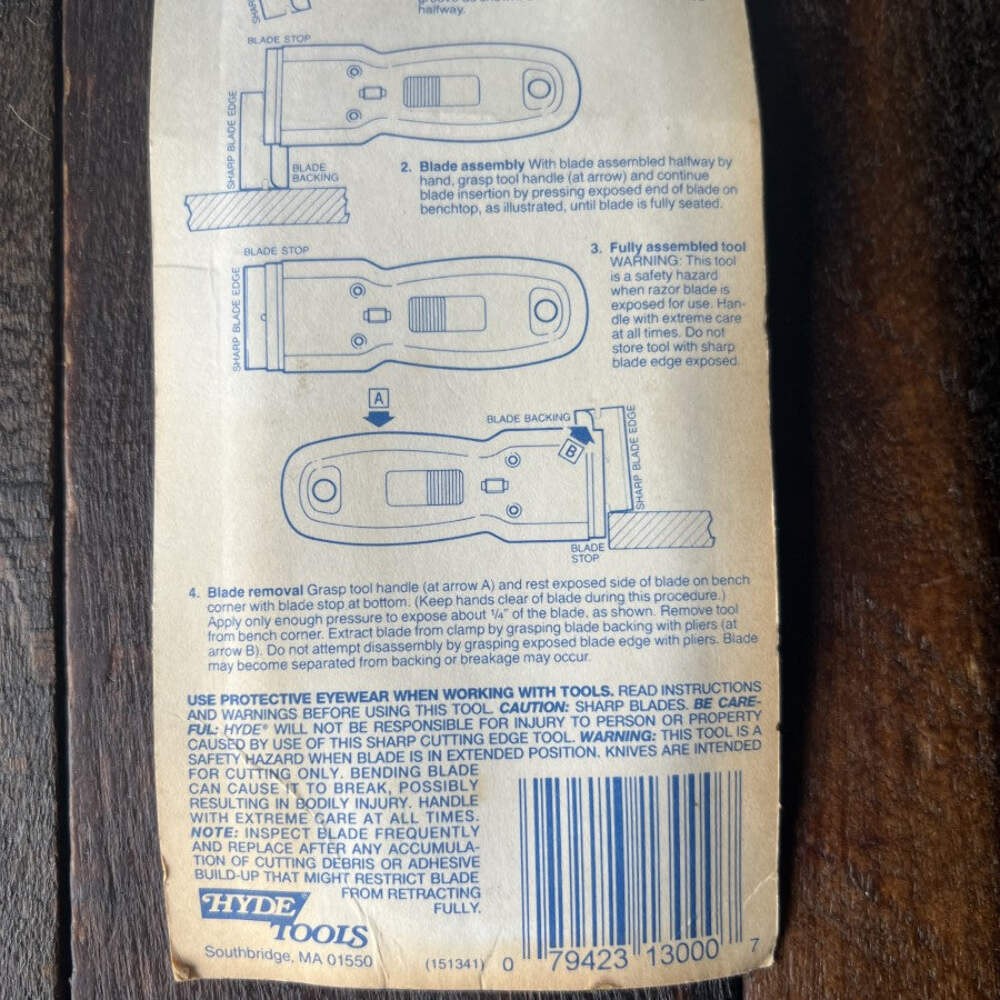 halfway.
BLADE STOP
SHARP BLADE EDGE
BLADE
BACKING
2. Blade assembly With blade assembled halfway by
hand, grasp tool handle (at arrow) and continue
blade insertion by pressing exposed end of blade on
benchtop, as illustrated, until blade is fully seated.
BLADE STOP
SHARP BLADE EDGE
3. Fully assembled tool
WARNING: This tool
is a safety hazard
when razor blade is
exposed for use. Han-
dle with extreme care
at all times. Do not
store tool with sharp
blade edge exposed.
A
BLADE BACKING
B
SHARP BLADE EDGE
BLADE
STOP
4. Blade removal Grasp tool handle (at arrow A) and rest exposed side of blade on bench
corner with blade stop at bottom. (Keep hands clear of blade during this procedure.)
Apply only enough pressure to expose about ¼" of the blade, as shown. Remove tool
from bench corner. Extract blade from clamp by grasping blade backing with pliers (at
arrow B). Do not attempt disassembly by grasping exposed blade edge with pliers. Blade
may become separated from backing or breakage may occur.
USE PROTECTIVE EYEWEAR WHEN WORKING WITH TOOLS. READ INSTRUCTIONS
AND WARNINGS BEFORE USING THIS TOOL. CAUTION: SHARP BLADES. BE CARE-
FUL: HYDE® WILL NOT BE RESPONSIBLE FOR INJURY TO PERSON OR PROPERTY
CAUSED BY USE OF THIS SHARP CUTTING EDGE TOOL. WARNING: THIS TOOL IS A
SAFETY HAZARD WHEN BLADE IS IN EXTENDED POSITION. KNIVES ARE INTENDED
FOR CUTTING ONLY. BENDING BLADE
CAN CAUSE IT TO BREAK, POSSIBLY
RESULTING IN BODILY INJURY. HANDLE
WITH EXTREME CARE AT ALL TIMES.
NOTE: INSPECT BLADE FREQUENTLY
AND REPLACE AFTER ANY ACCUMULA-
TION OF CUTTING DEBRIS OR ADHESIVE
BUILD-UP THAT MIGHT RESTRICT BLADE
FROM RETRACTING
FULLY.
HYDE
TOOLS
Southbridge, MA 01550
(151341)
0 79423 13000 7